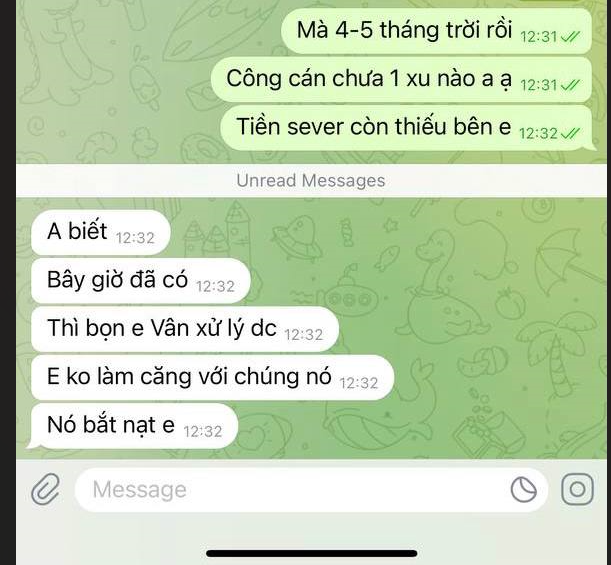 Mà 4-5 tháng trời rồi 12:31
Công cán chưa 1 xu nào a ạ 12:31
Tiền sever còn thiếu bên e 12:32
Unread Messages
A biết 12:32
Bây giờ đã có 12:32
Thì bọn e Vân xử lý dc 12:32
E ko làm căng với chúng nó 12:32
Nó bắt nạt e 12:32
Message